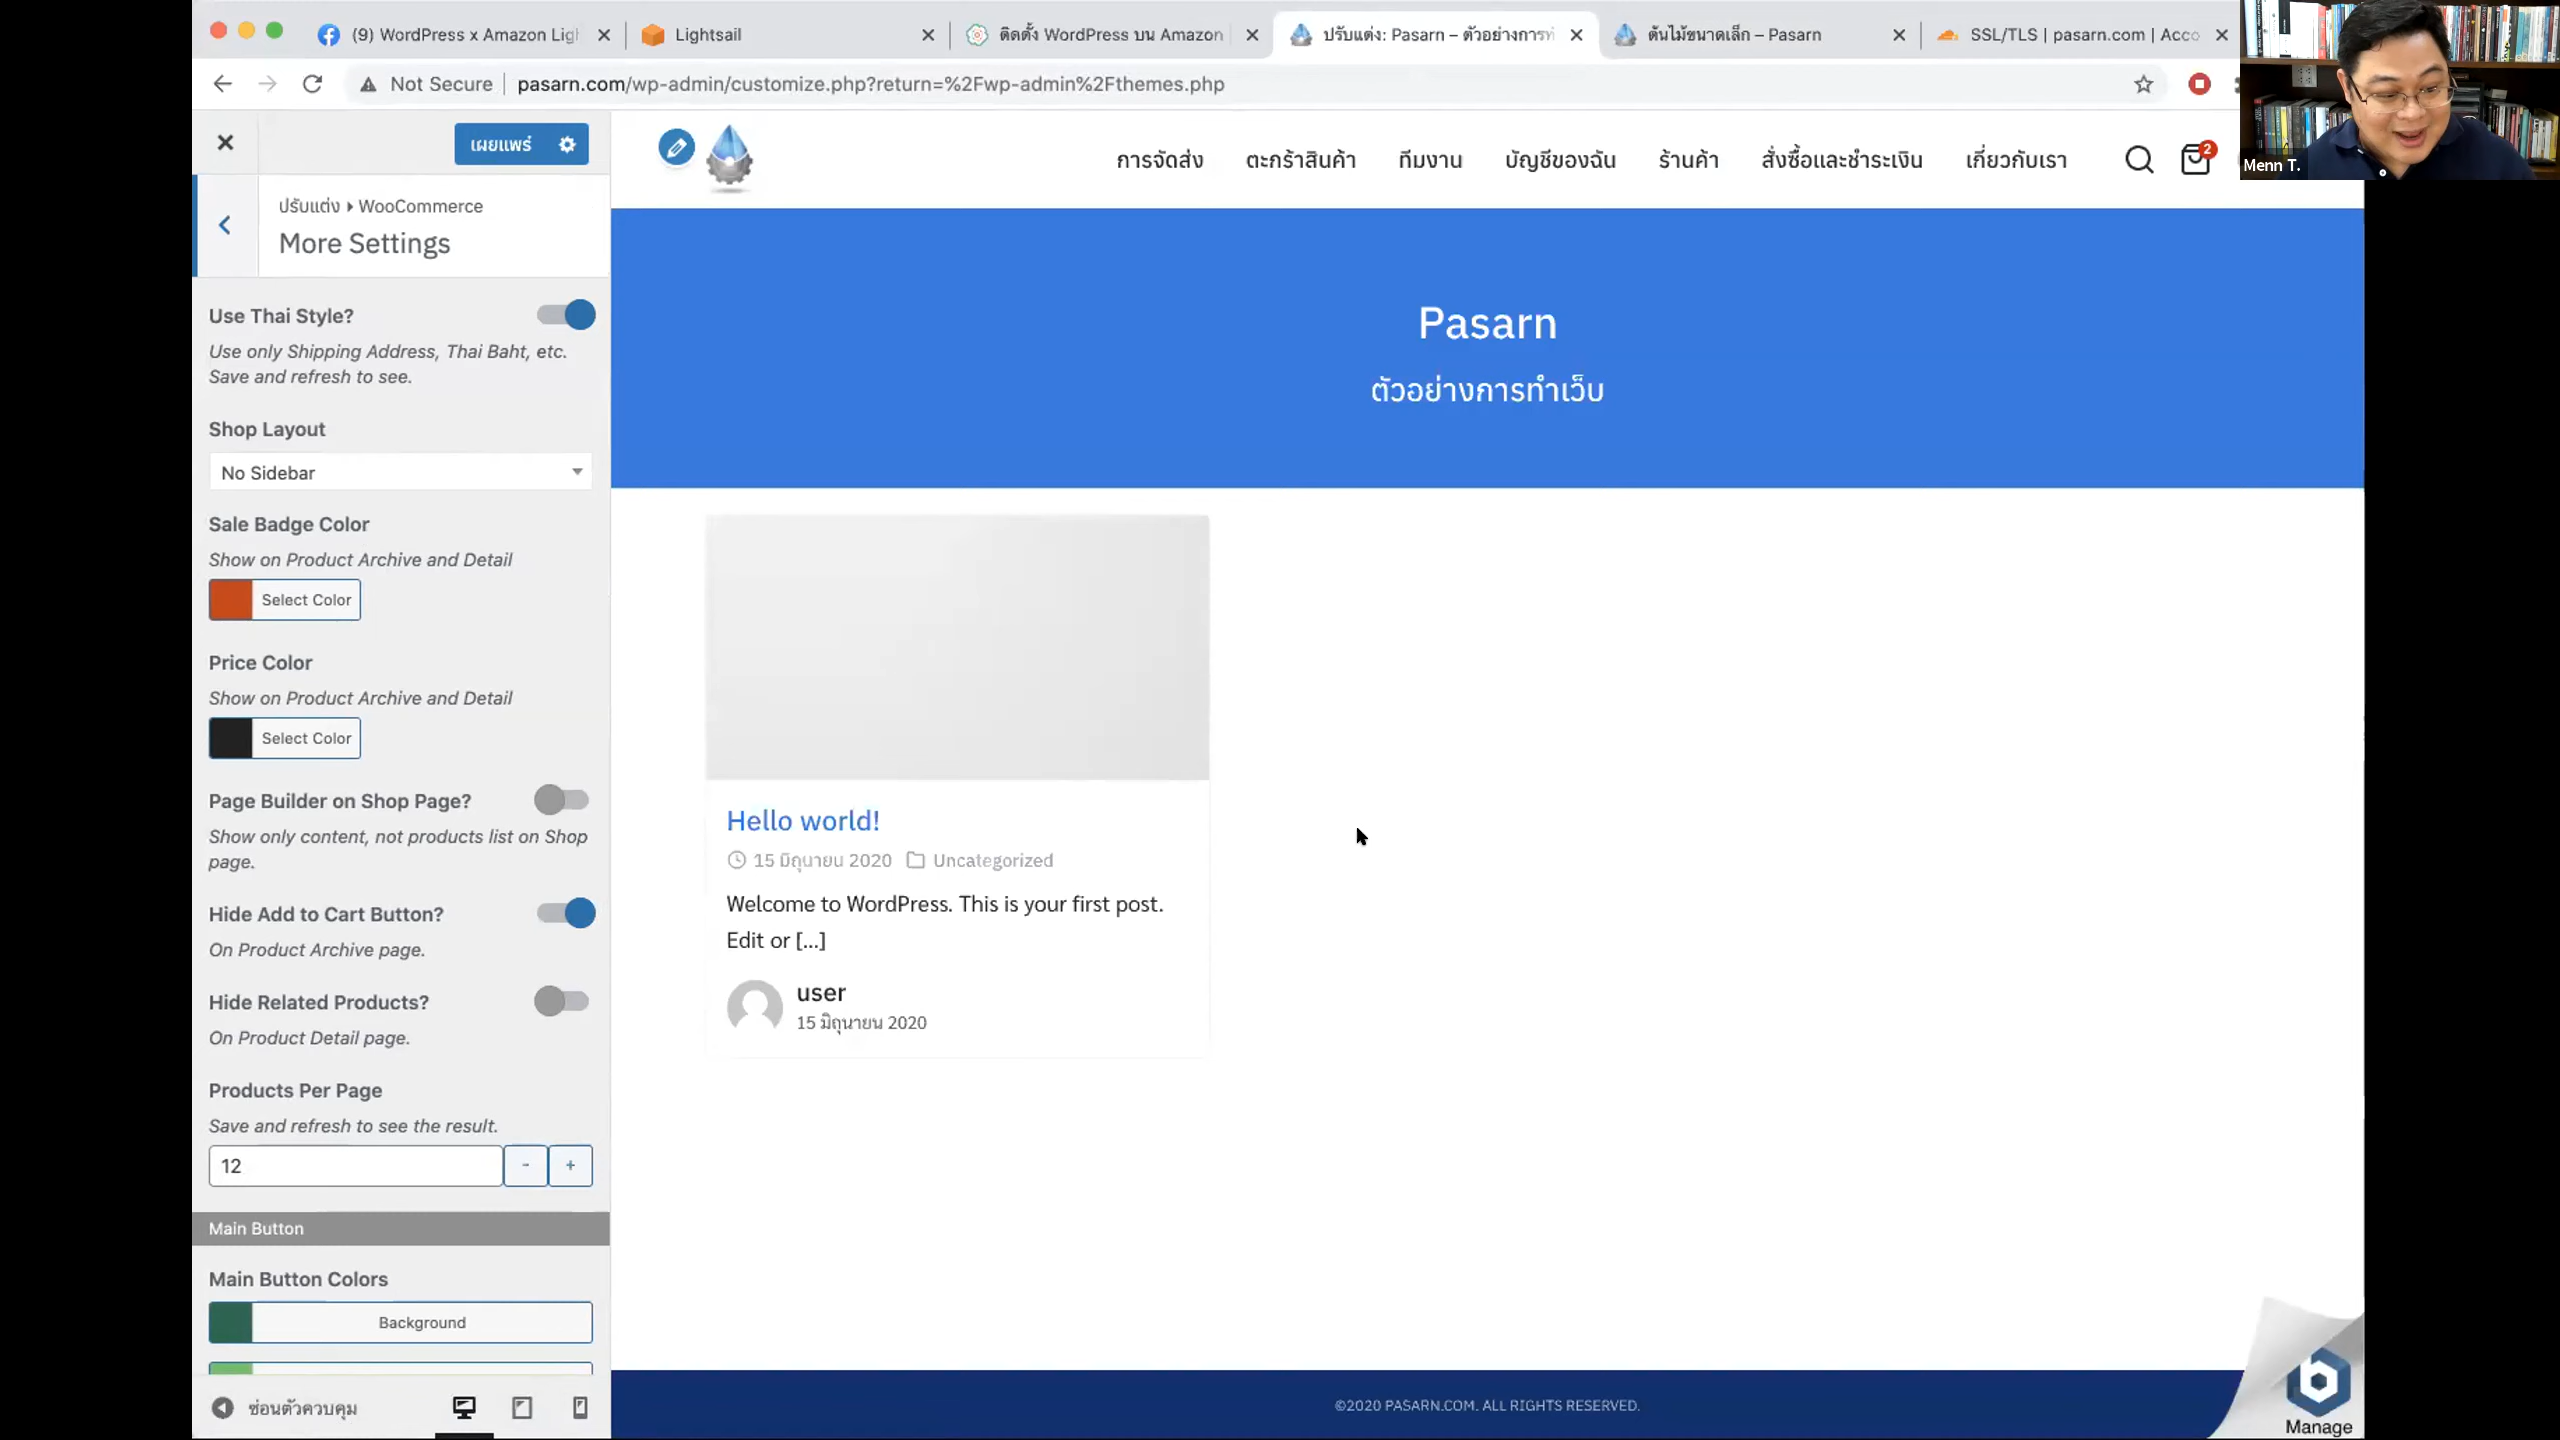 (9) WordPress x Amazon Ligh
Lightsail
ติดตั้ง WordPress บน Amazon
ปรับแต่ง: Pasarn – ตัวอย่างการท
ต้นไม้ขนาดเล็ก – Pasarn
SSL/TLS | pasarn.com | Acco
Not Secure
pasarn.com/wp-admin/customize.php?return=%2Fwp-admin%2Fthemes.php
Menn T.
เผยแพร่
การจัดส่ง
ตะกร้าสินค้า
ทีมงาน
บัญชีของฉัน
ร้านค้า
สั่งซื้อและชำระเงิน
เกี่ยวกับเรา
2
ปรับแต่ง ▸ WooCommerce
More Settings
Use Thai Style?
Use only Shipping Address, Thai Baht, etc.
Save and refresh to see.
Shop Layout
No Sidebar
Sale Badge Color
Show on Product Archive and Detail
Select Color
Price Color
Show on Product Archive and Detail
Select Color
Page Builder on Shop Page?
Show only content, not products list on Shop
page.
Hide Add to Cart Button?
On Product Archive page.
Hide Related Products?
On Product Detail page.
Products Per Page
Save and refresh to see the result.
12
-
+
Main Button
Main Button Colors
Background
ซ่อนตัวควบคุม
Pasarn
ตัวอย่างการทำเว็บ
Hello world!
15 มิถุนายน 2020
Uncategorized
Welcome to WordPress. This is your first post.
Edit or [...]
user
15 มิถุนายน 2020
©2020 PASARN.COM. ALL RIGHTS RESERVED.
b
Manage